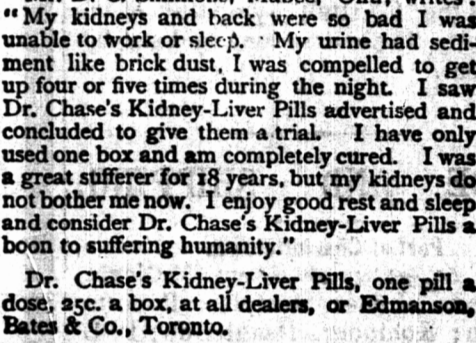 "My kidneys and back were so bad I was
unable to work or sleep. My urine had sedi-
ment like brick dust, I was compelled to get
up four or five times during the night. I saw
Dr. Chase's Kidney-Liver Pills advertised and
concluded to give them a trial. I have only
used one box and am completely cured. I was
a great sufferer for 18 years, but my kidneys do
not bother me now. I enjoy good rest and sleep
and consider Dr. Chase's Kidney-Liver Pills a
boon to suffering humanity."
Dr. Chase's Kidney-Liver Pills, one pill a
dose, 25c. a box, at all dealers, or Edmanson,
Bates & Co., Toronto.